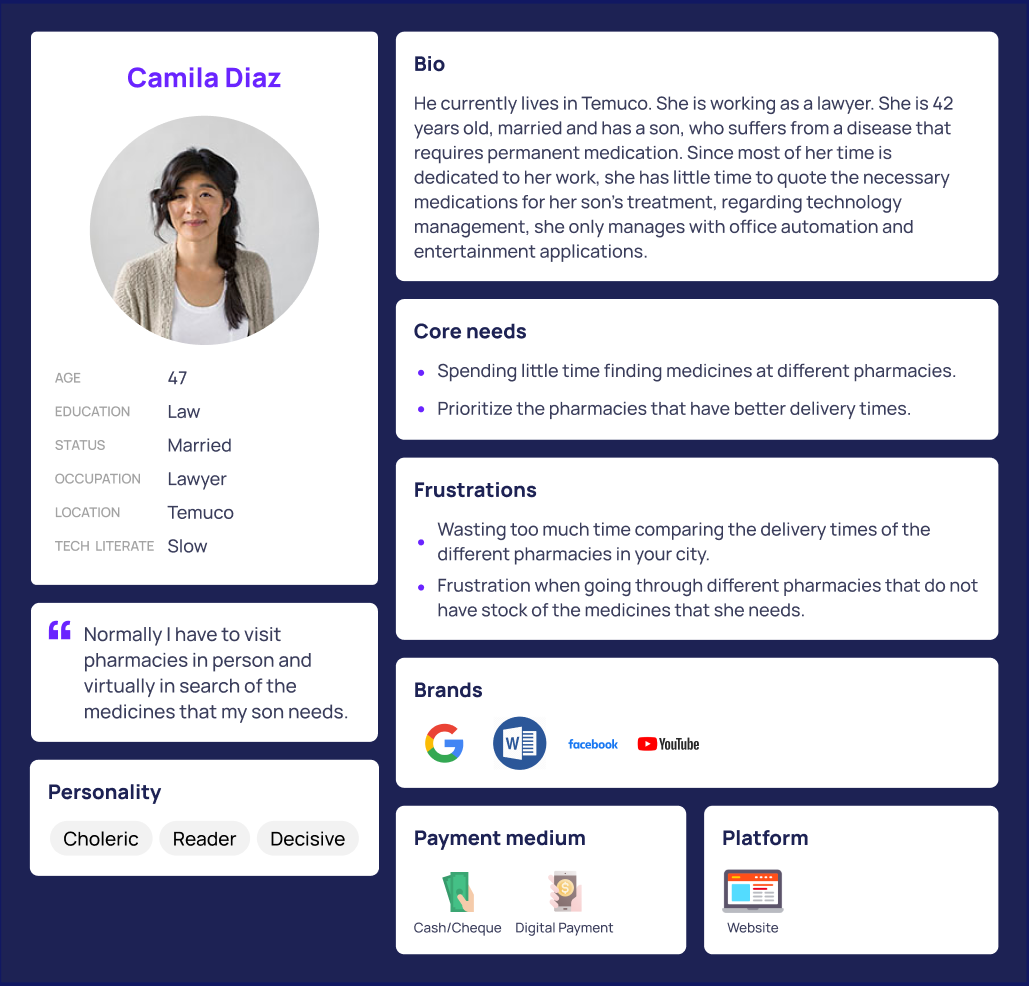 Camila Diaz
AGE 47
EDUCATION Law
STATUS Married
OCCUPATION Lawyer
LOCATION Temuco
TECH LITERATE Slow
Normally I have to visit
pharmacies in person and
virtually in search of the
medicines that my son needs.
Personality
Choleric Reader Decisive
Bio
He currently lives in Temuco. She is working as a lawyer. She is 42
years old, married and has a son, who suffers from a disease that
requires permanent medication. Since most of her time is
dedicated to her work, she has little time to quote the necessary
medications for her son's treatment, regarding technology
management, she only manages with office automation and
entertainment applications.
Core needs
Spending little time finding medicines at different pharmacies.
Prioritize the pharmacies that have better delivery times.
Frustrations
Wasting too much time comparing the delivery times of the
different pharmacies in your city.
Frustration when going through different pharmacies that do not
have stock of the medicines that she needs.
Brands
G W facebook YouTube
Payment medium
$
Cash/Cheque Digital Payment
Platform
Website